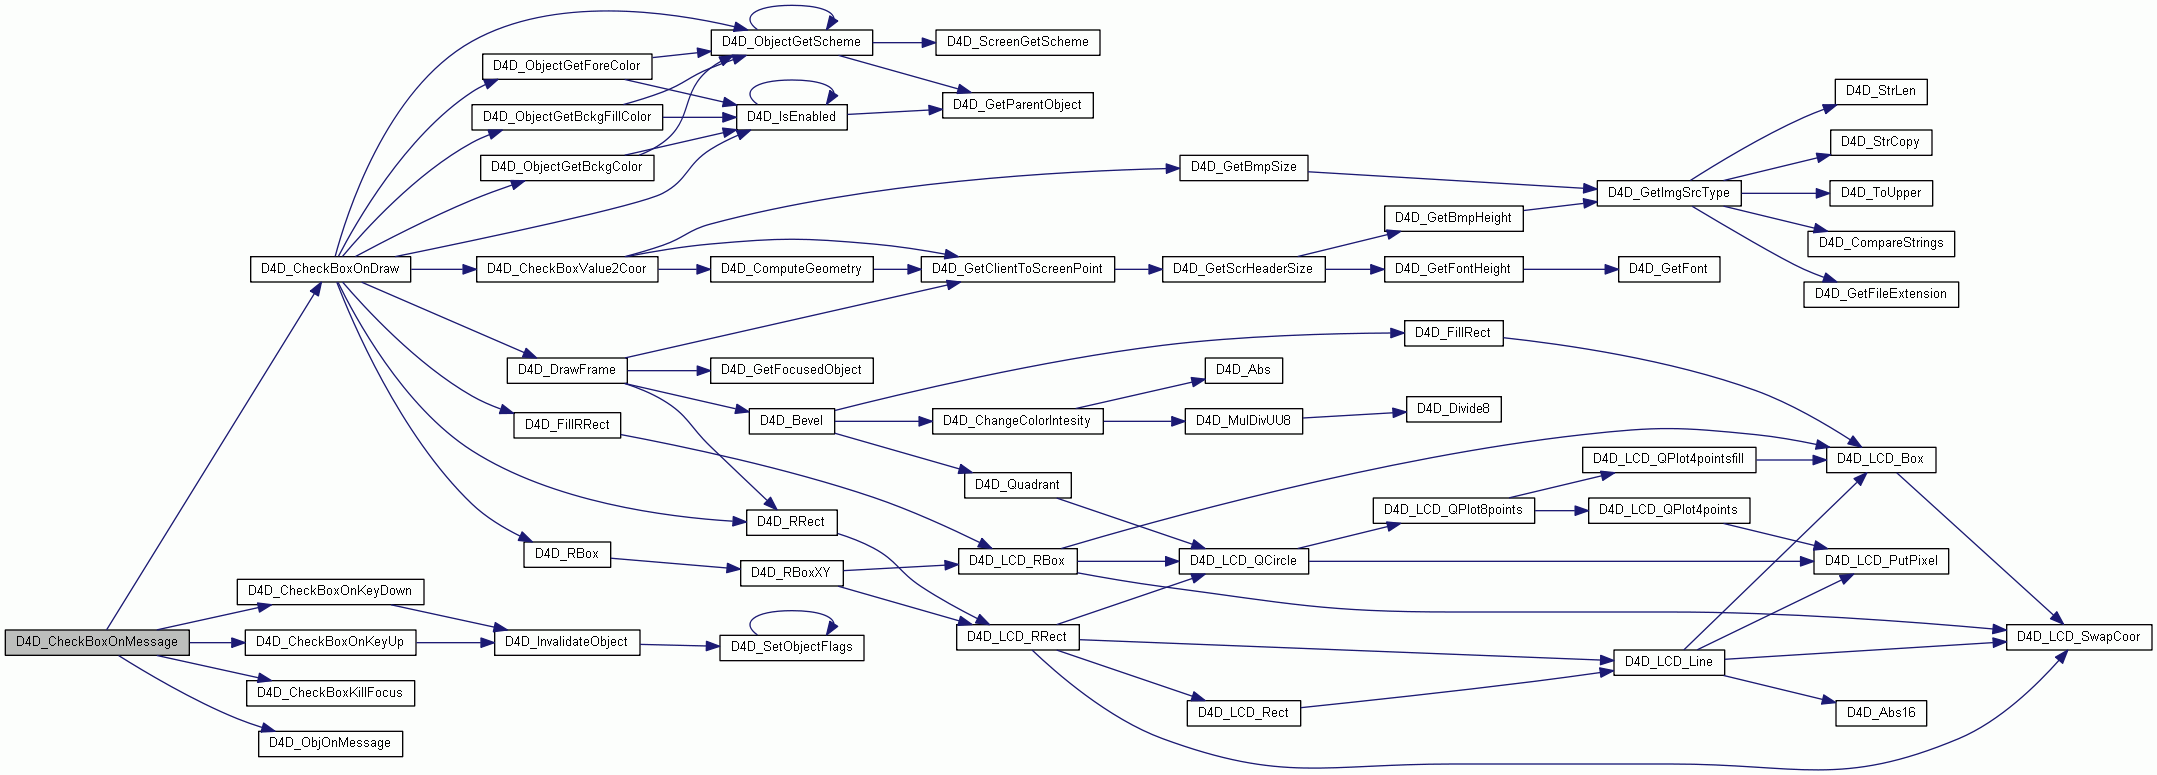 D4D_ObjectGetScheme
D4D_ScreenGetScheme
D4D_ObjectGetForeColor
D4D_StrLen
D4D_GetParentObject
D4D_ObjectGetBckgFillColor
D4D_IsEnabled
D4D_StrCopy
D4D_ObjectGetBckgColor
D4D_GetBmpSize
D4D_GetImgSrcType
D4D_ToUpper
D4D_GetBmpHeight
D4D_CompareStrings
D4D_CheckBoxOnDraw
D4D_CheckBoxValue2Coor
D4D_ComputeGeometry
D4D_GetClientToScreenPoint
D4D_GetScrHeaderSize
D4D_GetFontHeight
D4D_GetFont
D4D_GetFileExtension
D4D_FillRect
D4D_DrawFrame
D4D_GetFocusedObject
D4D_Abs
D4D_Divide8
D4D_Bevel
D4D_ChangeColorIntesity
D4D_MulDivUU8
D4D_FillRRect
D4D_LCD_QPlot4pointsfill
D4D_LCD_Box
D4D_Quadrant
D4D_LCD_QPlot8points
D4D_LCD_QPlot4points
D4D_RRect
D4D_RBox
D4D_LCD_RBox
D4D_LCD_QCircle
D4D_LCD_PutPixel
D4D_RBoxXY
D4D_CheckBoxOnKeyDown
D4D_CheckBoxOnMessage
D4D_CheckBoxOnKeyUp
D4D_InvalidateObject
D4D_SetObjectFlags
D4D_LCD_RRect
D4D_LCD_SwapCoor
D4D_LCD_Line
D4D_CheckBoxKillFocus
D4D_LCD_Rect
D4D_Abs16
D4D_ObjOnMessage